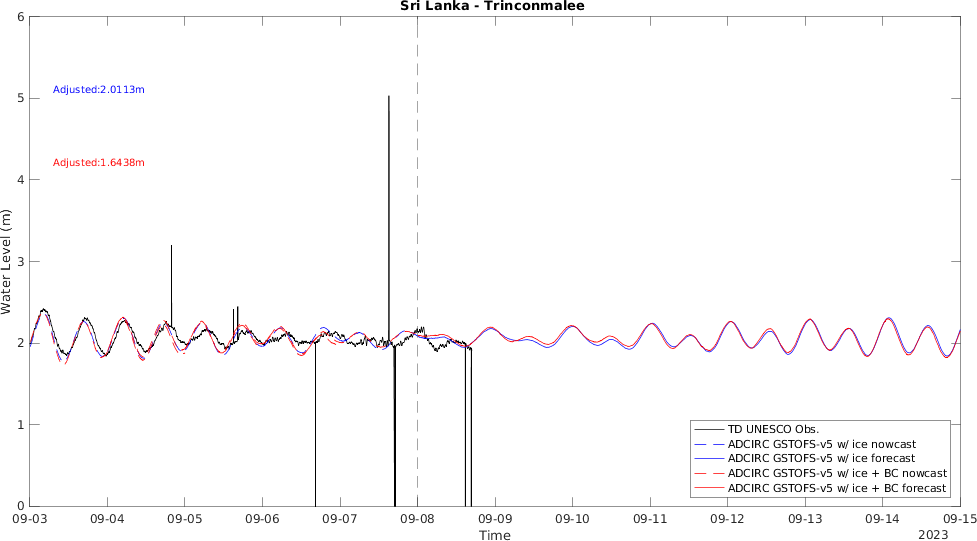 Sri Lanka - Trinconmalee
6
5
4
3
2
1
0
Water Level (m)
Adjusted:2.0113m
Adjusted:1.6438m
TD UNESCO Obs.
ADCIRC GSTOFS-v5 w/ ice nowcast
ADCIRC GSTOFS-v5 w/ ice forecast
ADCIRC GSTOFS-v5 w/ ice + BC nowcast
ADCIRC GSTOFS-v5 w/ ice + BC forecast
09-03 09-04 09-05 09-06 09-07 09-08 09-09 09-10 09-11 09-12 09-13 09-14 09-15
Time
2023